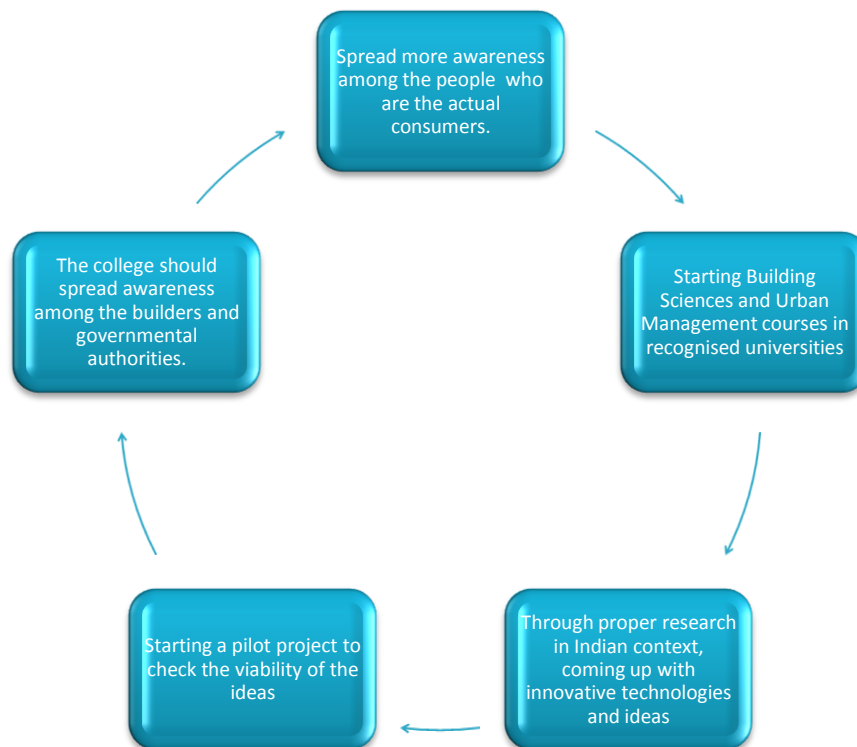 Spread more awareness
among the people who
are the actual
consumers.
Starting Building
Sciences and Urban
Management courses in
recognised universities
Through proper research
in Indian context,
coming up with
innovative technologies
and ideas
Starting a pilot project to
check the viability of the
ideas
The college should
spread awareness
among the builders and
governmental
authorities.